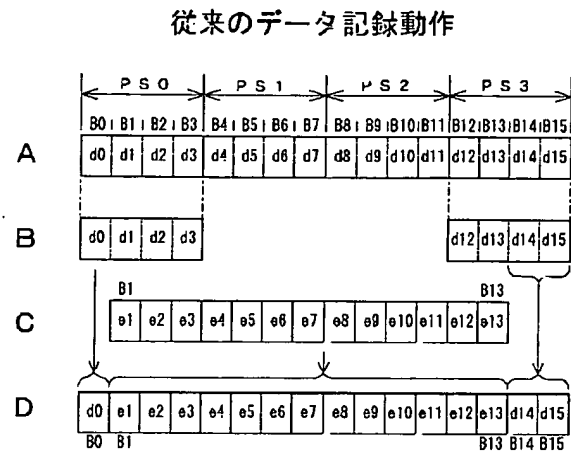 従来のデータ記録動作
PS0 PS1 PS2 PS3
B0 B1 B2 B3 B4 B5 B6 B7 B8 B9 B10 B11 B12 B13 B14 B15
A d0 d1 d2 d3 d4 d5 d6 d7 d8 d9 d10 d11 d12 d13 d14 d15
B d0 d1 d2 d3 d12 d13 d14 d15
B1 B13
C e1 e2 e3 e4 e5 e6 e7 e8 e9 e10 e11 e12 e13
D d0 e1 e2 e3 e4 e5 e6 e7 e8 e9 e10 e11 e12 e13 d14 d15
B0 B1 B13 B14 B15